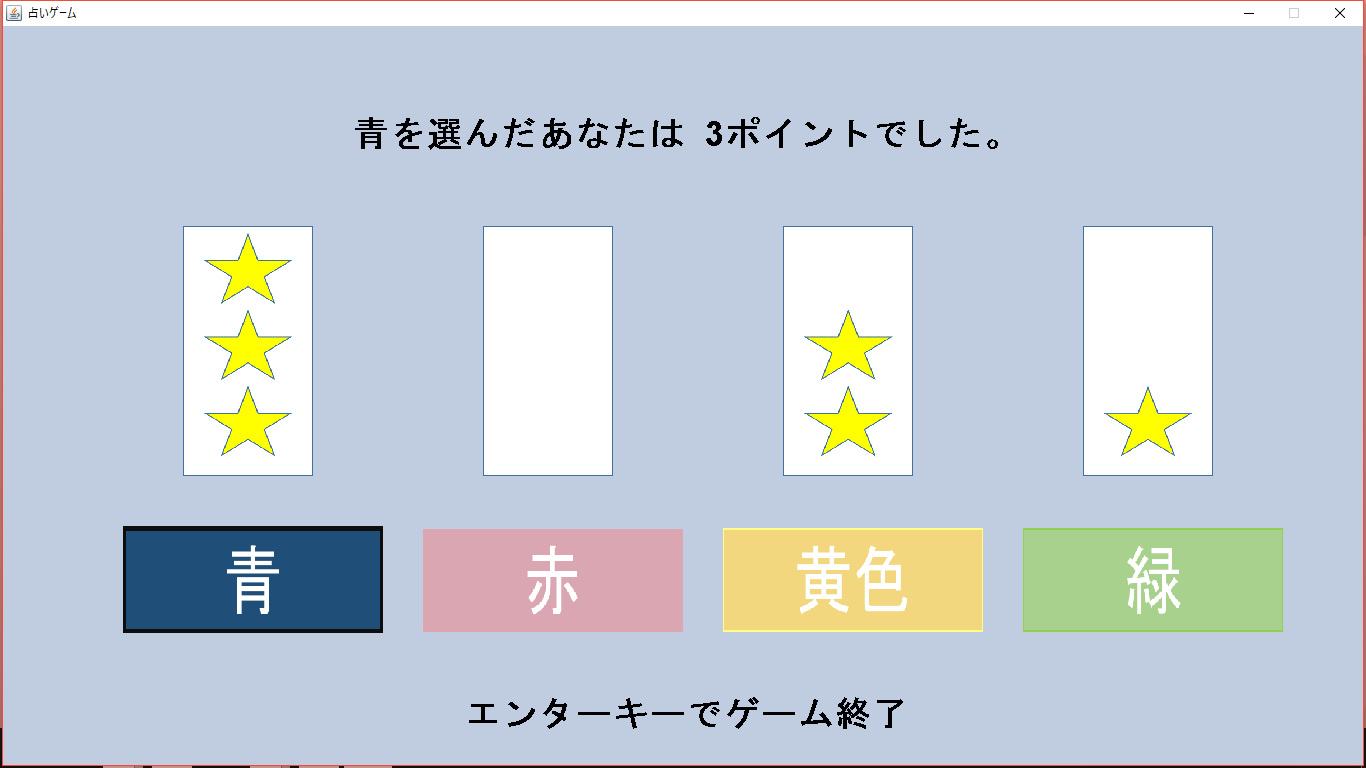 占いゲーム
青を選んだあなたは 3ポイントでした。
青
赤
黄色
緑
エンターキーでゲーム終了